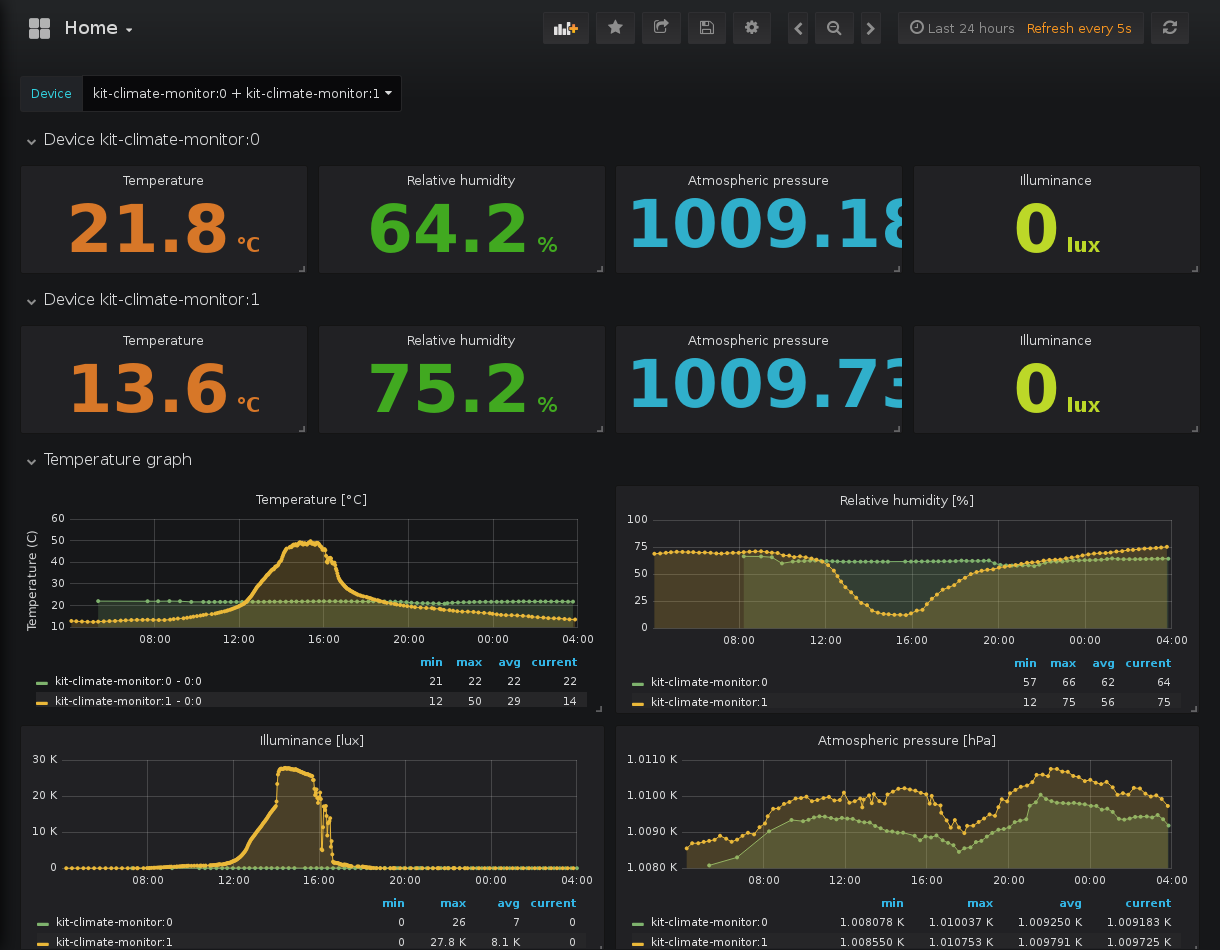 Home
Last 24 hours Refresh every 5s
Device kit-climate-monitor:0 + kit-climate-monitor:1
Device kit-climate-monitor:0
Temperature Relative humidity Atmospheric pressure Illuminance
21.8 °C 64.2 % 1009.18 0 lux
Device kit-climate-monitor:1
Temperature Relative humidity Atmospheric pressure Illuminance
13.6 °C 75.2 % 1009.73 0 lux
Temperature graph
Temperature [°C]
Temperature (C)
60
50
40
30
20
10
08:00 12:00 16:00 20:00 00:00 04:00
min max avg current
kit-climate-monitor:0 - 0:0 21 22 22 22
kit-climate-monitor:1 - 0:0 12 50 29 14
Relative humidity [%]
100
75
50
25
0
08:00 12:00 16:00 20:00 00:00 04:00
min max avg current
kit-climate-monitor:0 57 66 62 64
kit-climate-monitor:1 12 75 56 75
Illuminance [lux]
30 K
20 K
10 K
0
08:00 12:00 16:00 20:00 00:00 04:00
min max avg current
kit-climate-monitor:0 0 26 7 0
kit-climate-monitor:1 0 27.8 K 8.1 K 0
Atmospheric pressure [hPa]
1.0110 K
1.0100 K
1.0090 K
1.0080 K
08:00 12:00 16:00 20:00 00:00 04:00
min max avg current
kit-climate-monitor:0 1.008078 K 1.010037 K 1.009250 K 1.009183 K
kit-climate-monitor:1 1.008550 K 1.010753 K 1.009791 K 1.009725 K